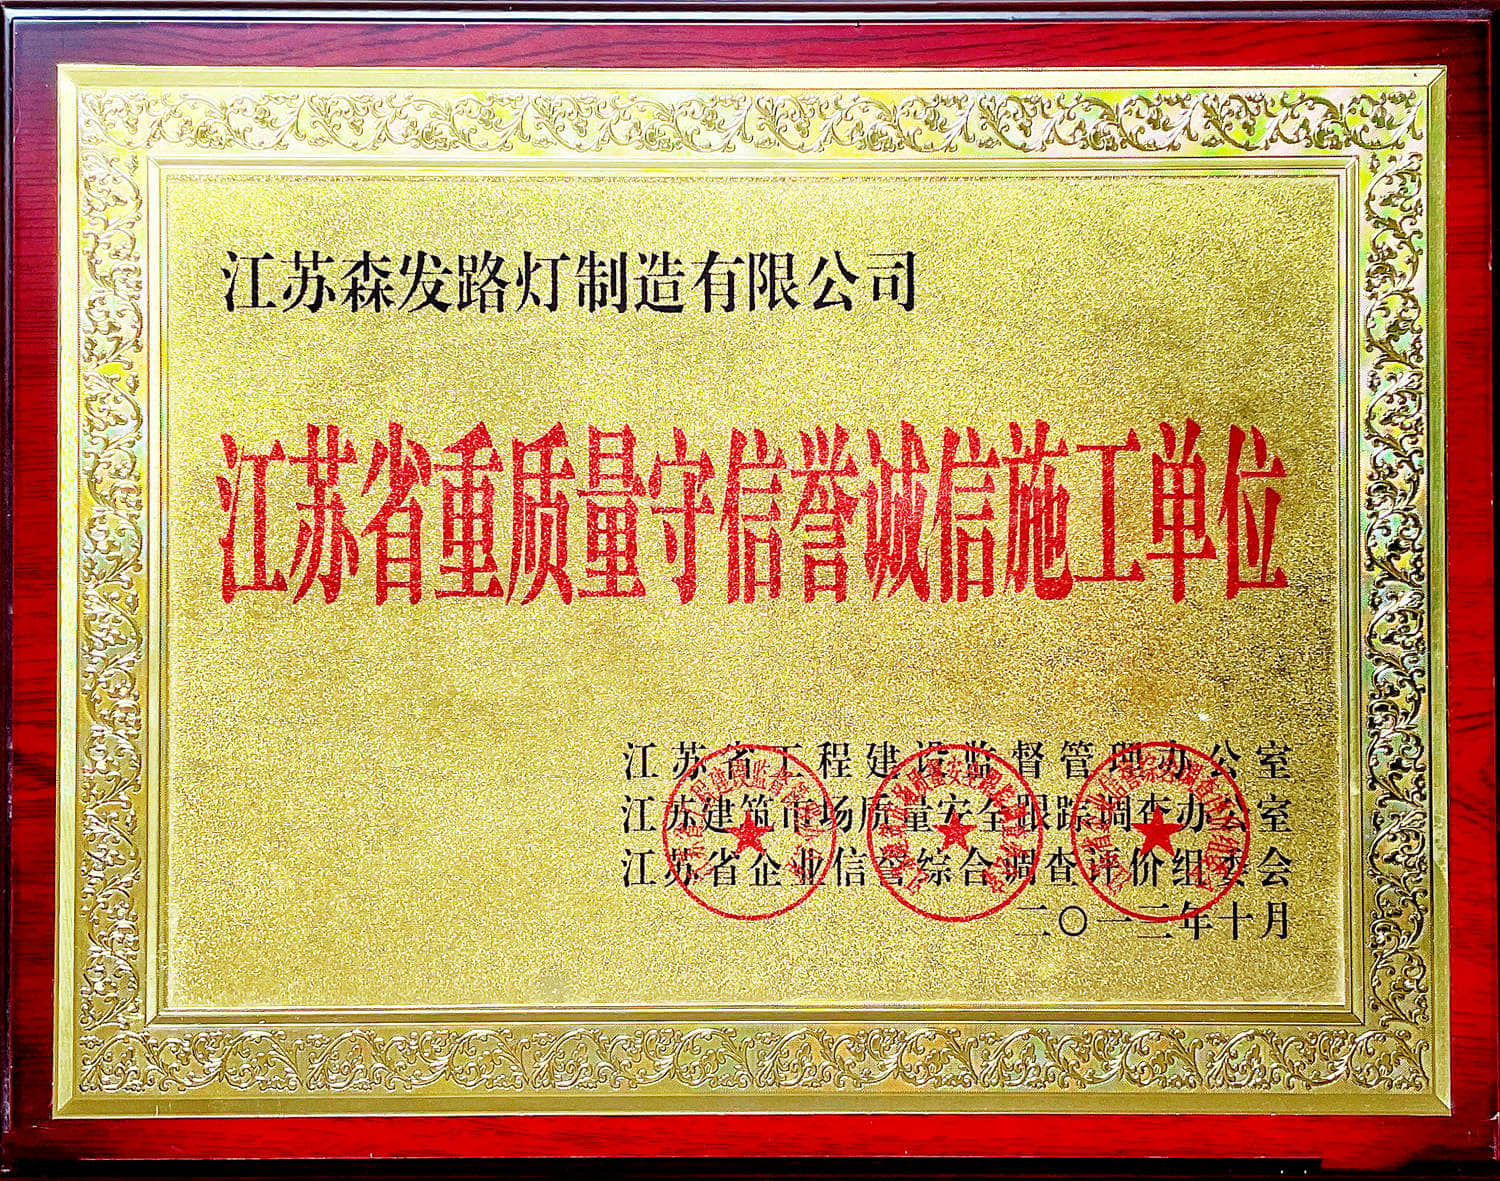 江苏森发路灯制造有限公司
江苏省重质量守信誉诚信施工单位
江苏省工程建设监督管理办公室
江苏建筑市场质量安全跟踪调查办公室
江苏省企业信誉综合调查评价组委会
二〇一三年十月